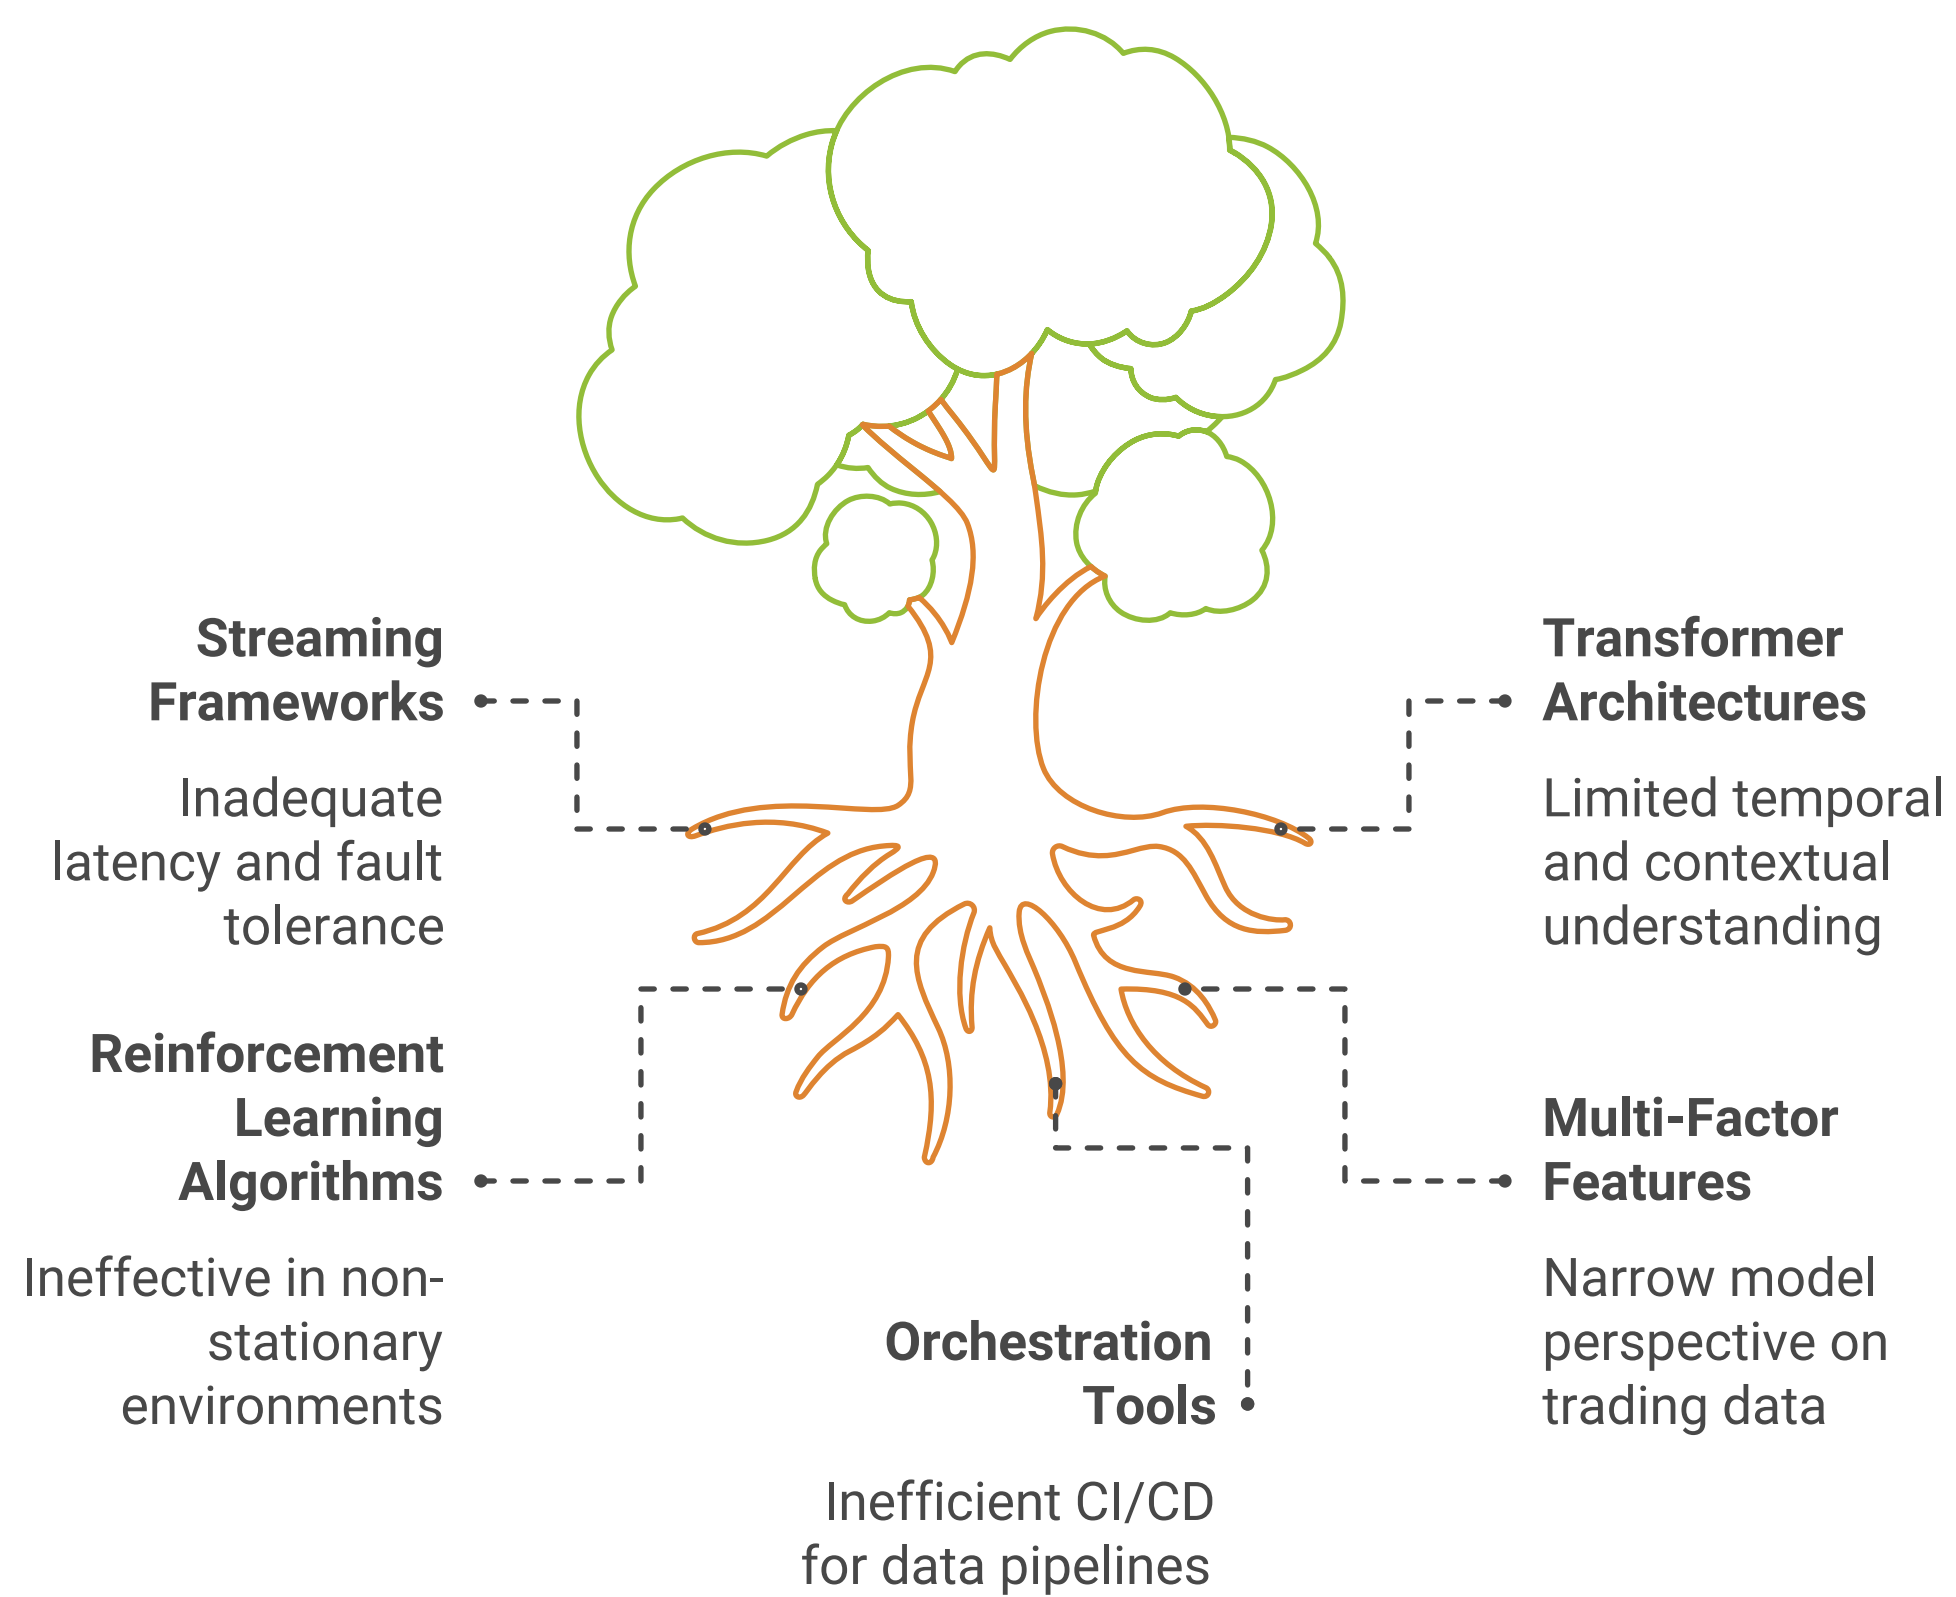 Streaming
Frameworks
Inadequate
latency and fault
tolerance
Transformer
Architectures
Limited temporal
and contextual
understanding
Reinforcement
Learning
Algorithms
Ineffective in non-
stationary
environments
Multi-Factor
Features
Narrow model
perspective on
trading data
Orchestration
Tools
Inefficient CI/CD
for data pipelines